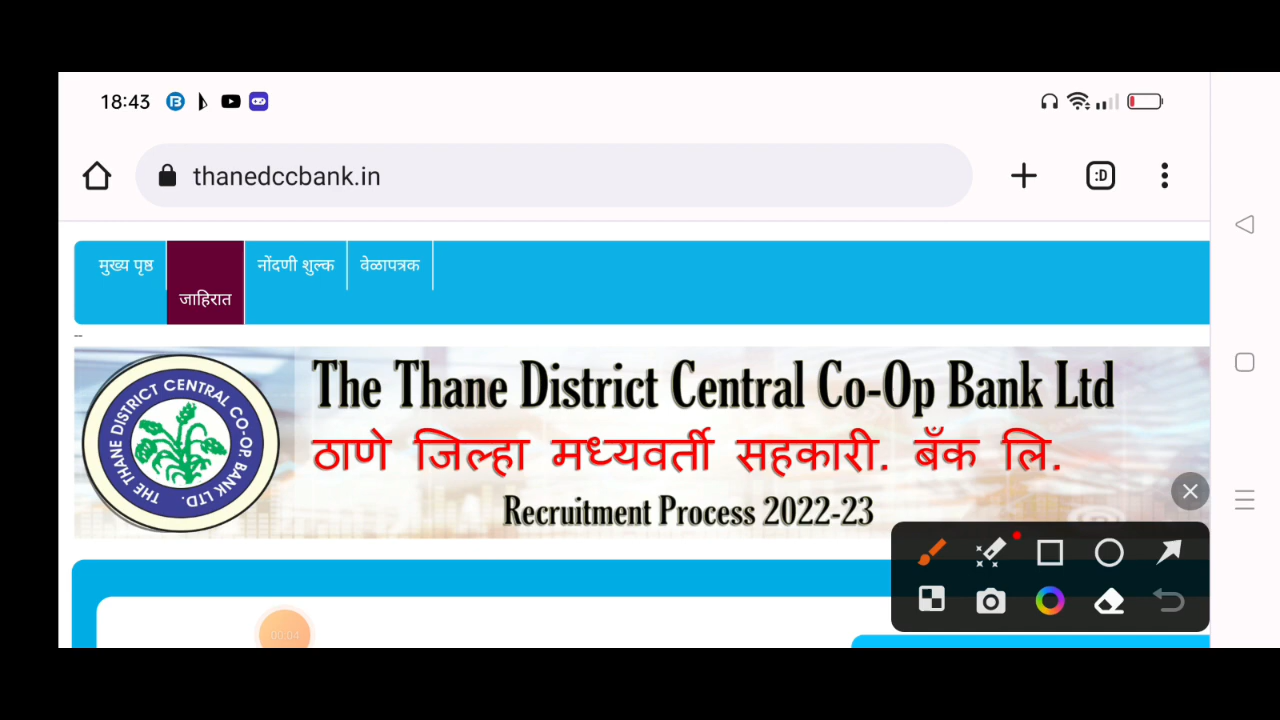 18:43
thanedccbank.in
:D
मुख्य पृष्ठ
जाहिरात
नोंदणी शुल्क
वेळापत्रक
--
THE THANE DISTRICT CENTRAL CO-OP BANK LTD.
The Thane District Central Co-Op Bank Ltd
ठाणे जिल्हा मध्यवर्ती सहकारी. बँक लि.
Recruitment Process 2022-23
00:04